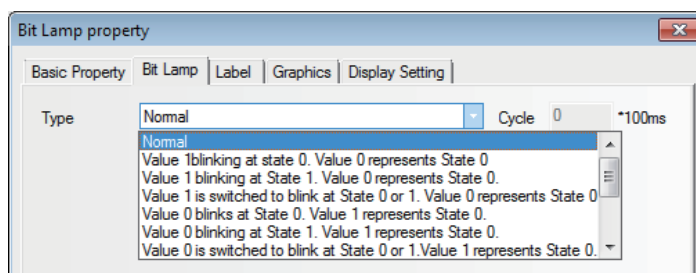 Bit Lamp property
Basic Property Bit Lamp Label Graphics Display Setting
Type Normal Cycle 0 *100ms
Normal
Value 1blinking at state 0. Value 0 represents State 0
Value 1 blinking at State 1. Value 0 represents State 0.
Value 1 is switched to blink at State 0 or 1. Value 0 represents State 0
Value 0 blinks at State 0. Value 1 represents State 0.
Value 0 blinking at State 1. Value 1 represents State 0.
Value 0 is switched to blink at State 0 or 1.Value 1 represents State 0.